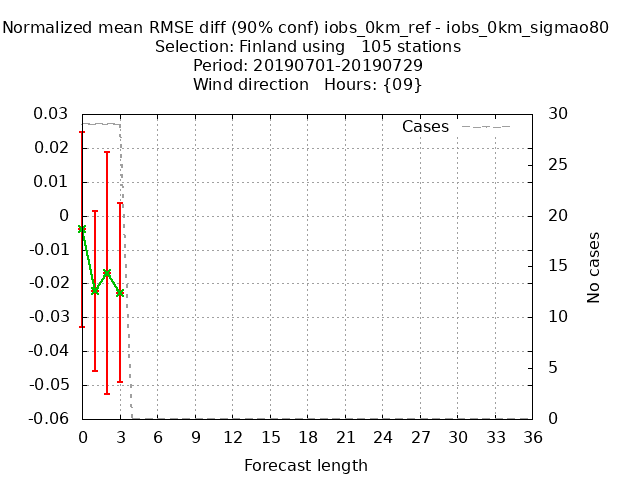 Normalized mean RMSE diff (90% conf) iobs_0km_ref - iobs_0km_sigmao80
Selection: Finland using   105 stations
Period: 20190701-20190729
Wind direction   Hours: {09}
0.03
0.02
0.01
0
-0.01
-0.02
-0.03
-0.04
-0.05
-0.06
Cases
30
25
20
15
10
5
0
No cases
0 3 6 9 12 15 18 21 24 27 30 33 36
Forecast length